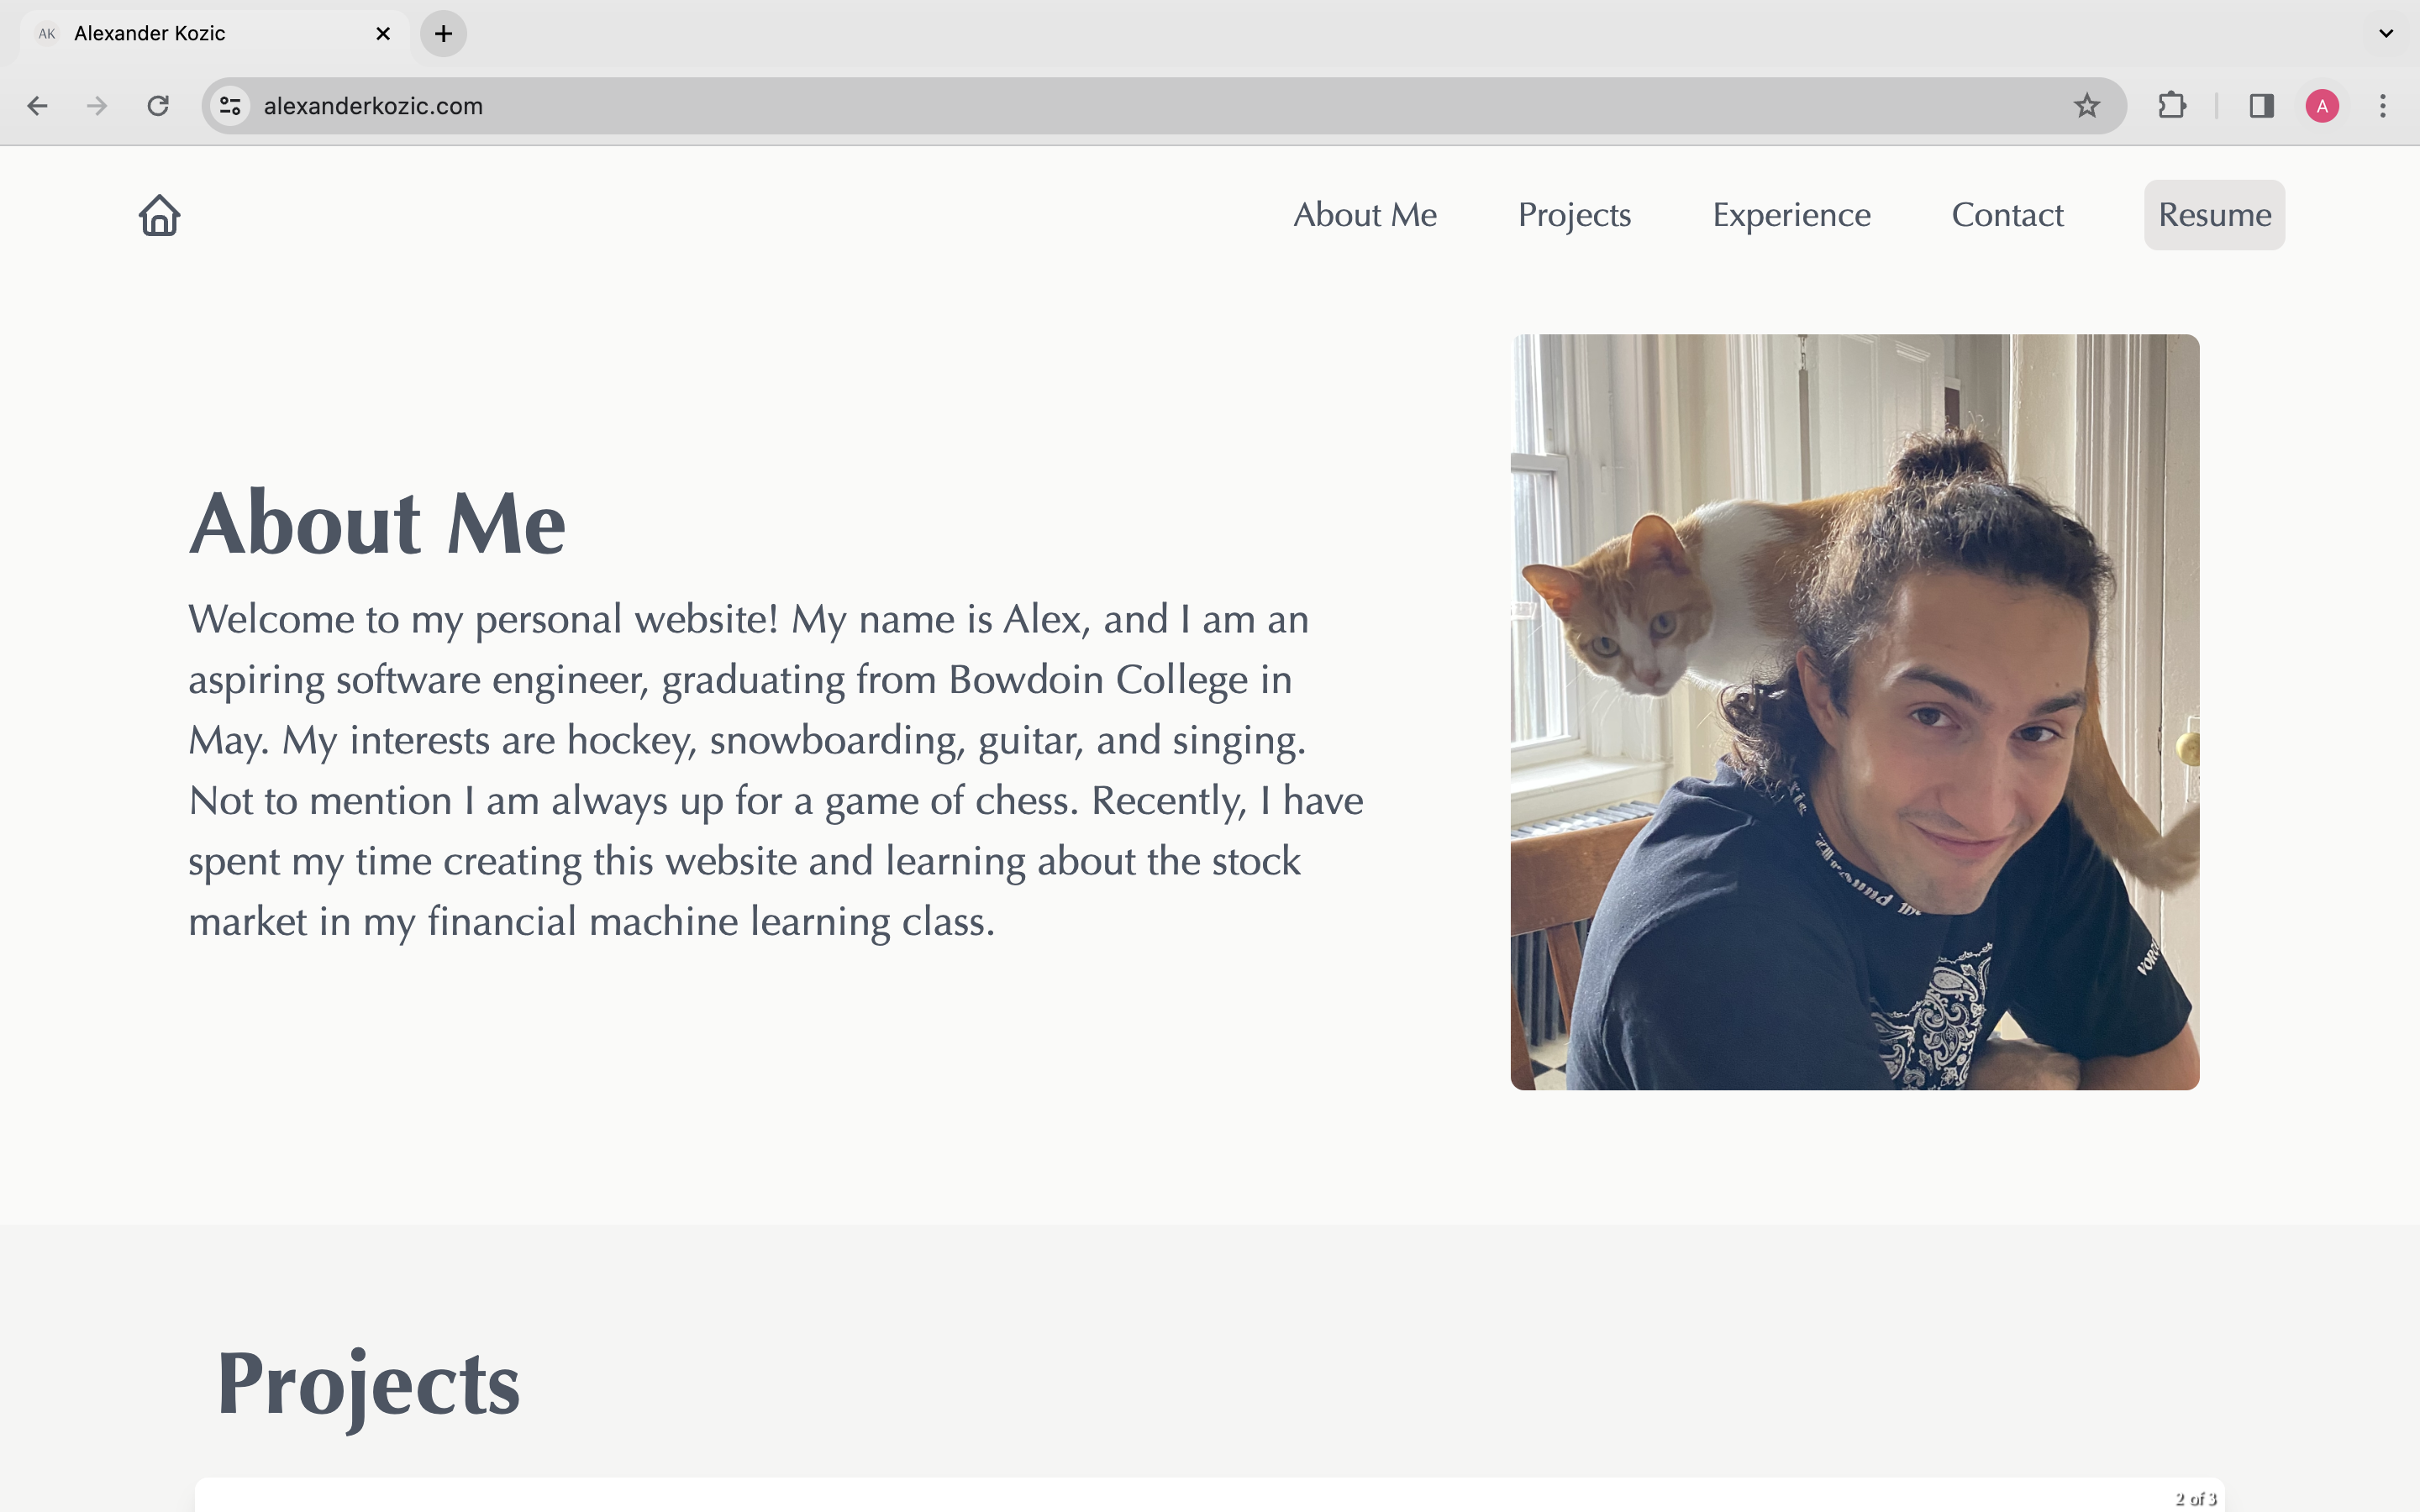 AK Alexander Kozic
alexanderkozic.com
A
About Me Projects Experience Contact Resume
About Me
Welcome to my personal website! My name is Alex, and I am an
aspiring software engineer, graduating from Bowdoin College in
May. My interests are hockey, snowboarding, guitar, and singing.
Not to mention I am always up for a game of chess. Recently, I have
spent my time creating this website and learning about the stock
market in my financial machine learning class.
Projects
2 of 3